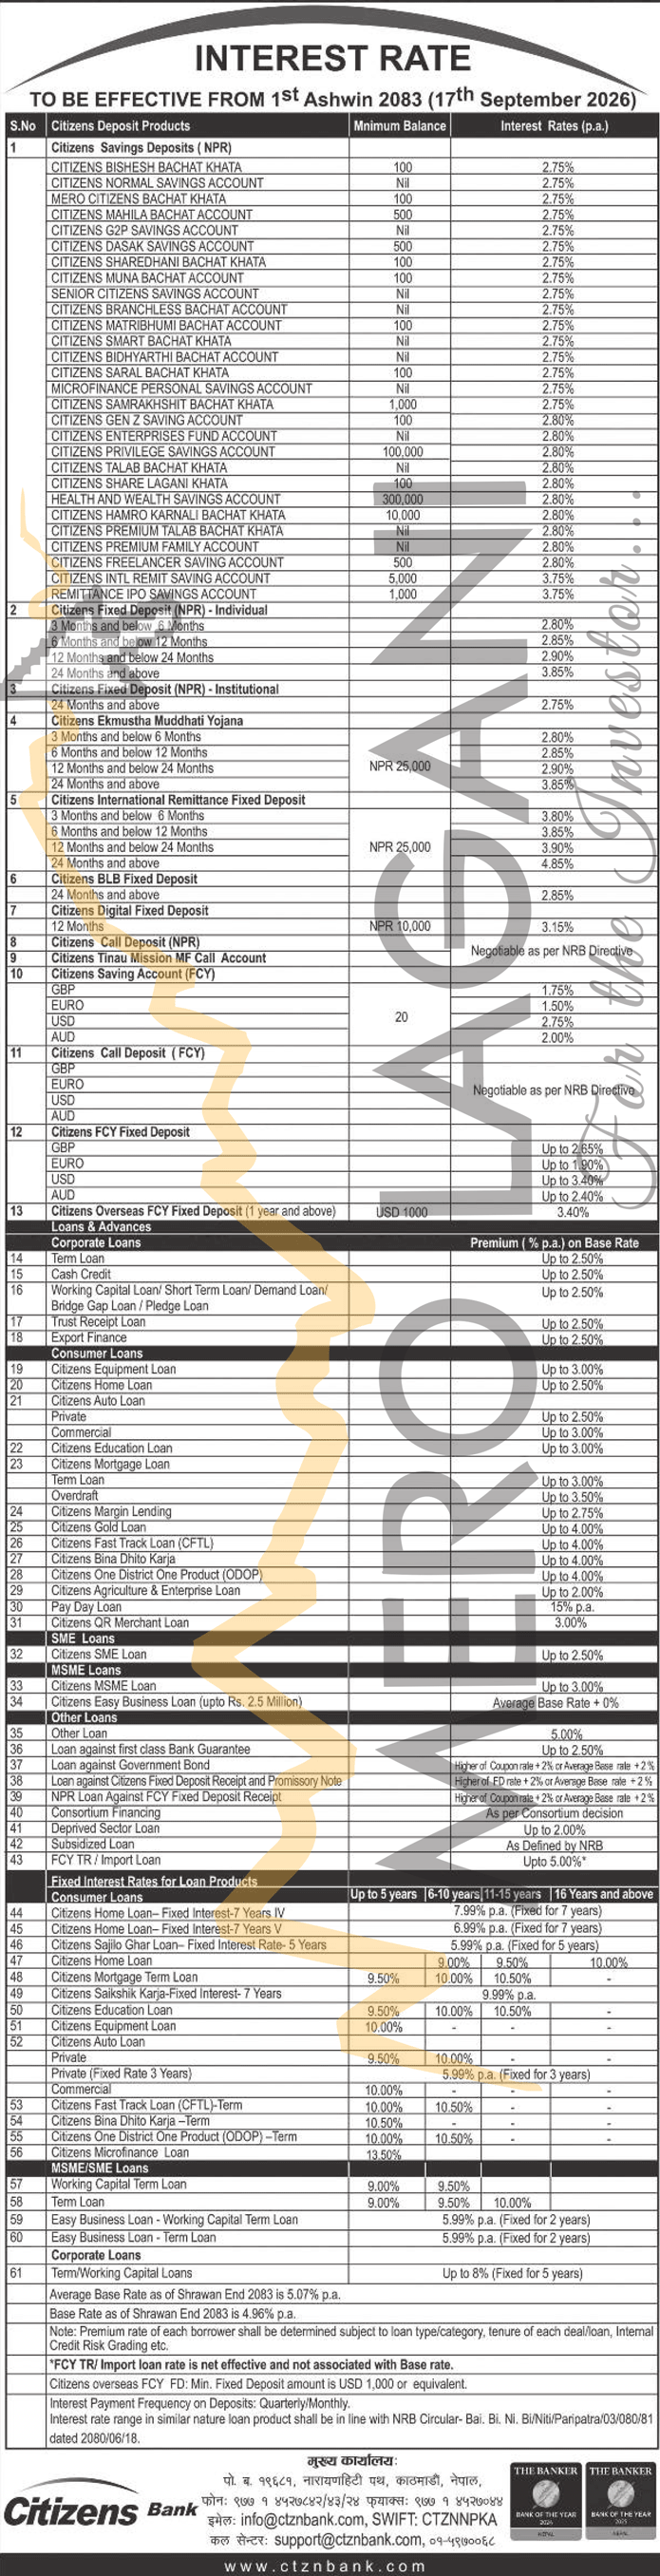 INTEREST RATE
TO BE EFFECTIVE FROM 1st Ashwin 2083 (17th September 2026)
S.No Citizens Deposit Products Mnimum Balance Interest Rates (p.a.)
1 Citizens Savings Deposits ( NPR)
CITIZENS BISHESH BACHAT KHATA 100 2.75%
CITIZENS NORMAL SAVINGS ACCOUNT Nil 2.75%
MERO CITIZENS BACHAT KHATA 100 2.75%
CITIZENS MAHILA BACHAT ACCOUNT 500 2.75%
CITIZENS G2P SAVINGS ACCOUNT Nil 2.75%
CITIZENS DASAK SAVINGS ACCOUNT 500 2.75%
CITIZENS SHAREDHANI BACHAT KHATA 100 2.75%
CITIZENS MUNA BACHAT ACCOUNT 100 2.75%
SENIOR CITIZENS SAVINGS ACCOUNT Nil 2.75%
CITIZENS BRANCHLESS BACHAT ACCOUNT Nil 2.75%
CITIZENS MATRIBHUMI BACHAT ACCOUNT 100 2.75%
CITIZENS SMART BACHAT KHATA Nil 2.75%
CITIZENS BIDHYARTHI BACHAT ACCOUNT Nil 2.75%
CITIZENS SARAL BACHAT KHATA 100 2.75%
MICROFINANCE PERSONAL SAVINGS ACCOUNT Nil 2.75%
CITIZENS SAMRAKHSHIT BACHAT KHATA 1,000 2.75%
CITIZENS GEN Z SAVING ACCOUNT 100 2.80%
CITIZENS ENTERPRISES FUND ACCOUNT Nil 2.80%
CITIZENS PRIVILEGE SAVINGS ACCOUNT 100,000 2.80%
CITIZENS TALAB BACHAT KHATA Nil 2.80%
CITIZENS SHARE LAGANI KHATA 100 2.80%
HEALTH AND WEALTH SAVINGS ACCOUNT 300,000 2.80%
CITIZENS HAMRO KARNALI BACHAT KHATA 10,000 2.80%
CITIZENS PREMIUM TALAB BACHAT KHATA Nil 2.80%
CITIZENS PREMIUM FAMILY ACCOUNT Nil 2.80%
CITIZENS FREELANCER SAVING ACCOUNT 500 2.80%
CITIZENS INTL REMIT SAVING ACCOUNT 5,000 3.75%
REMITTANCE IPO SAVINGS ACCOUNT 1,000 3.75%
2 Citizens Fixed Deposit (NPR) - Individual
3 Months and below 6 Months 2.80%
6 Months and below 12 Months 2.85%
12 Months and below 24 Months 2.90%
24 Months and above 3.85%
3 Citizens Fixed Deposit (NPR) - Institutional
24 Months and above 2.75%
4 Citizens Ekmustha Muddhati Yojana
3 Months and below 6 Months 2.80%
6 Months and below 12 Months 2.85%
12 Months and below 24 Months NPR 25,000 2.90%
24 Months and above 3.85%
5 Citizens International Remittance Fixed Deposit
3 Months and below 6 Months 3.80%
6 Months and below 12 Months 3.85%
12 Months and below 24 Months NPR 25,000 3.90%
24 Months and above 4.85%
6 Citizens BLB Fixed Deposit
24 Months and above 2.85%
7 Citizens Digital Fixed Deposit
12 Months NPR 10,000 3.15%
8 Citizens Call Deposit (NPR) Negotiable as per NRB Directive
9 Citizens Tinau Mission MF Call Account
10 Citizens Saving Account (FCY)
GBP 1.75%
EURO 1.50%
USD 20 2.75%
AUD 2.00%
11 Citizens Call Deposit ( FCY)
GBP
EURO Negotiable as per NRB Directive
USD
AUD
12 Citizens FCY Fixed Deposit
GBP Up to 2.65%
EURO Up to 1.90%
USD Up to 3.40%
AUD Up to 2.40%
13 Citizens Overseas FCY Fixed Deposit (1 year and above) USD 1000 3.40%
Loans & Advances
Corporate Loans Premium ( % p.a.) on Base Rate
14 Term Loan Up to 2.50%
15 Cash Credit Up to 2.50%
16 Working Capital Loan/ Short Term Loan/ Demand Loan/ Up to 2.50%
Bridge Gap Loan / Pledge Loan
17 Trust Receipt Loan Up to 2.50%
18 Export Finance Up to 2.50%
Consumer Loans
19 Citizens Equipment Loan Up to 3.00%
20 Citizens Home Loan Up to 2.50%
21 Citizens Auto Loan
Private Up to 2.50%
Commercial Up to 3.00%
22 Citizens Education Loan Up to 3.00%
23 Citizens Mortgage Loan
Term Loan Up to 3.00%
Overdraft Up to 3.50%
24 Citizens Margin Lending Up to 2.75%
25 Citizens Gold Loan Up to 4.00%
26 Citizens Fast Track Loan (CFTL) Up to 4.00%
27 Citizens Bina Dhito Karja Up to 4.00%
28 Citizens One District One Product (ODOP) Up to 4.00%
29 Citizens Agriculture & Enterprise Loan Up to 2.00%
30 Pay Day Loan 15% p.a.
31 Citizens QR Merchant Loan 3.00%
SME Loans
32 Citizens SME Loan Up to 2.50%
MSME Loans
33 Citizens MSME Loan Up to 3.00%
34 Citizens Easy Business Loan (upto Rs. 2.5 Million) Average Base Rate + 0%
Other Loans
35 Other Loan 5.00%
36 Loan against first class Bank Guarantee Up to 2.50%
37 Loan against Government Bond Higher of Coupon rate + 2% or Average Base rate + 2 %
38 Loan against Citizens Fixed Deposit Receipt and Promissory Note Higher of FD rate + 2% or Average Base rate + 2 %
39 NPR Loan Against FCY Fixed Deposit Receipt Higher of Coupon rate + 2% or Average Base rate + 2 %
40 Consortium Financing As per Consortium decision
41 Deprived Sector Loan Up to 2.00%
42 Subsidized Loan As Defined by NRB
43 FCY TR / Import Loan Upto 5.00%*
Fixed Interest Rates for Loan Products
Consumer Loans Up to 5 years 6-10 years 11-15 years 16 Years and above
44 Citizens Home Loan– Fixed Interest-7 Years IV 7.99% p.a. (Fixed for 7 years)
45 Citizens Home Loan– Fixed Interest-7 Years V 6.99% p.a. (Fixed for 7 years)
46 Citizens Sajilo Ghar Loan– Fixed Interest Rate- 5 Years 5.99% p.a. (Fixed for 5 years)
47 Citizens Home Loan 9.00% 9.50% 10.00%
48 Citizens Mortgage Term Loan 9.50% 10.00% 10.50% -
49 Citizens Saikshik Karja-Fixed Interest- 7 Years 9.99% p.a.
50 Citizens Education Loan 9.50% 10.00% 10.50% -
51 Citizens Equipment Loan 10.00% - - -
52 Citizens Auto Loan
Private 9.50% 10.00% - -
Private (Fixed Rate 3 Years) 5.99% p.a. (Fixed for 3 years)
Commercial 10.00% - - -
53 Citizens Fast Track Loan (CFTL)-Term 10.00% 10.50% - -
54 Citizens Bina Dhito Karja –Term 10.50% - - -
55 Citizens One District One Product (ODOP) –Term 10.00% 10.50% - -
56 Citizens Microfinance Loan 13.50%
MSME/SME Loans
57 Working Capital Term Loan 9.00% 9.50%
58 Term Loan 9.00% 9.50% 10.00%
59 Easy Business Loan - Working Capital Term Loan 5.99% p.a. (Fixed for 2 years)
60 Easy Business Loan - Term Loan 5.99% p.a. (Fixed for 2 years)
Corporate Loans
61 Term/Working Capital Loans Up to 8% (Fixed for 5 years)
Average Base Rate as of Shrawan End 2083 is 5.07% p.a.
Base Rate as of Shrawan End 2083 is 4.96% p.a.
Note: Premium rate of each borrower shall be determined subject to loan type/category, tenure of each deal/loan, Internal
Credit Risk Grading etc.
*FCY TR/ Import loan rate is net effective and not associated with Base rate.
Citizens overseas FCY FD: Min. Fixed Deposit amount is USD 1,000 or equivalent.
Interest Payment Frequency on Deposits: Quarterly/Monthly.
Interest rate range in similar nature loan product shall be in line with NRB Circular- Bai. Bi. Ni. Bi/Niti/Paripatra/03/080/81
dated 2080/06/18.
मुख्य कार्यालय:
पो. ब. १९६८१, नारायणहिटी पथ, काठमाडौं, नेपाल,
फोन: ९७७ १ ४५२७८४२/४३/२४ फ्याक्स: ९७७ १ ४५२७०४४
इमेल: info@ctznbank.com, SWIFT: CTZNNPKA
कल सेन्टर: support@ctznbank.com, ०१-५९७००६८
Citizens Bank
THE BANKER THE BANKER
BANK OF THE YEAR BANK OF THE YEAR
NEPAL NEPAL
www.ctznbank.com
MERO LAGANI
For the Investor...